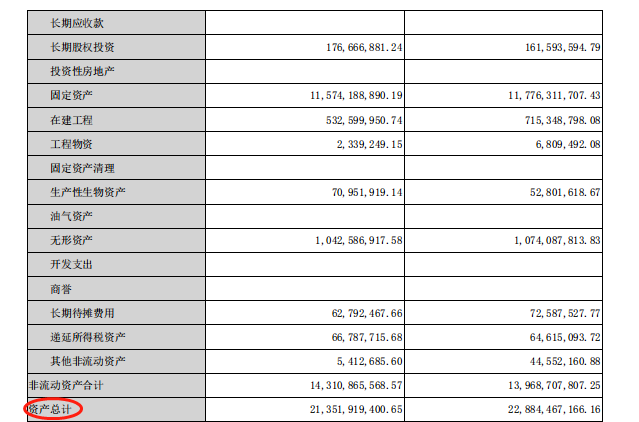 长期应收款
长期股权投资 176,666,881.24 161,593,594.79
投资性房地产
固定资产 11,574,188,890.19 11,776,311,707.43
在建工程 532,599,950.74 715,348,798.08
工程物资 2,339,249.15 6,809,492.08
固定资产清理
生产性生物资产 70,951,919.14 52,801,618.67
油气资产
无形资产 1,042,586,917.58 1,074,087,813.83
开发支出
商誉
长期待摊费用 62,792,467.66 72,587,527.77
递延所得税资产 66,787,715.68 64,615,093.72
其他非流动资产 5,412,685.60 44,552,160.88
非流动资产合计 14,310,865,568.57 13,968,707,807.25
资产总计 21,351,919,400.65 22,884,467,166.16